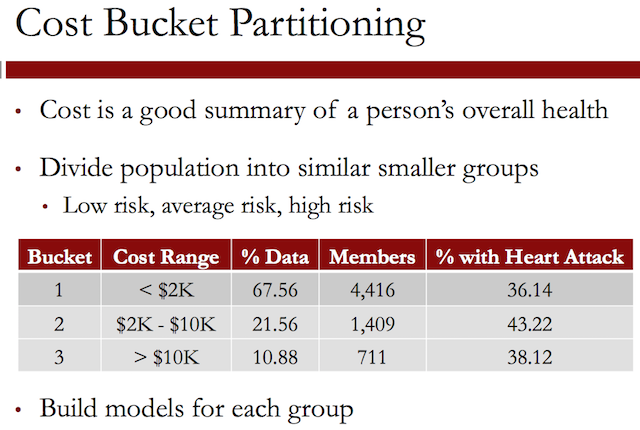 Cost Bucket Partitioning
• Cost is a good summary of a person's overall health
• Divide population into similar smaller groups
• Low risk, average risk, high risk
Bucket Cost Range % Data Members % with Heart Attack
1 < $2K 67.56 4,416 36.14
2 $2K - $10K 21.56 1,409 43.22
3 > $10K 10.88 711 38.12
• Build models for each group